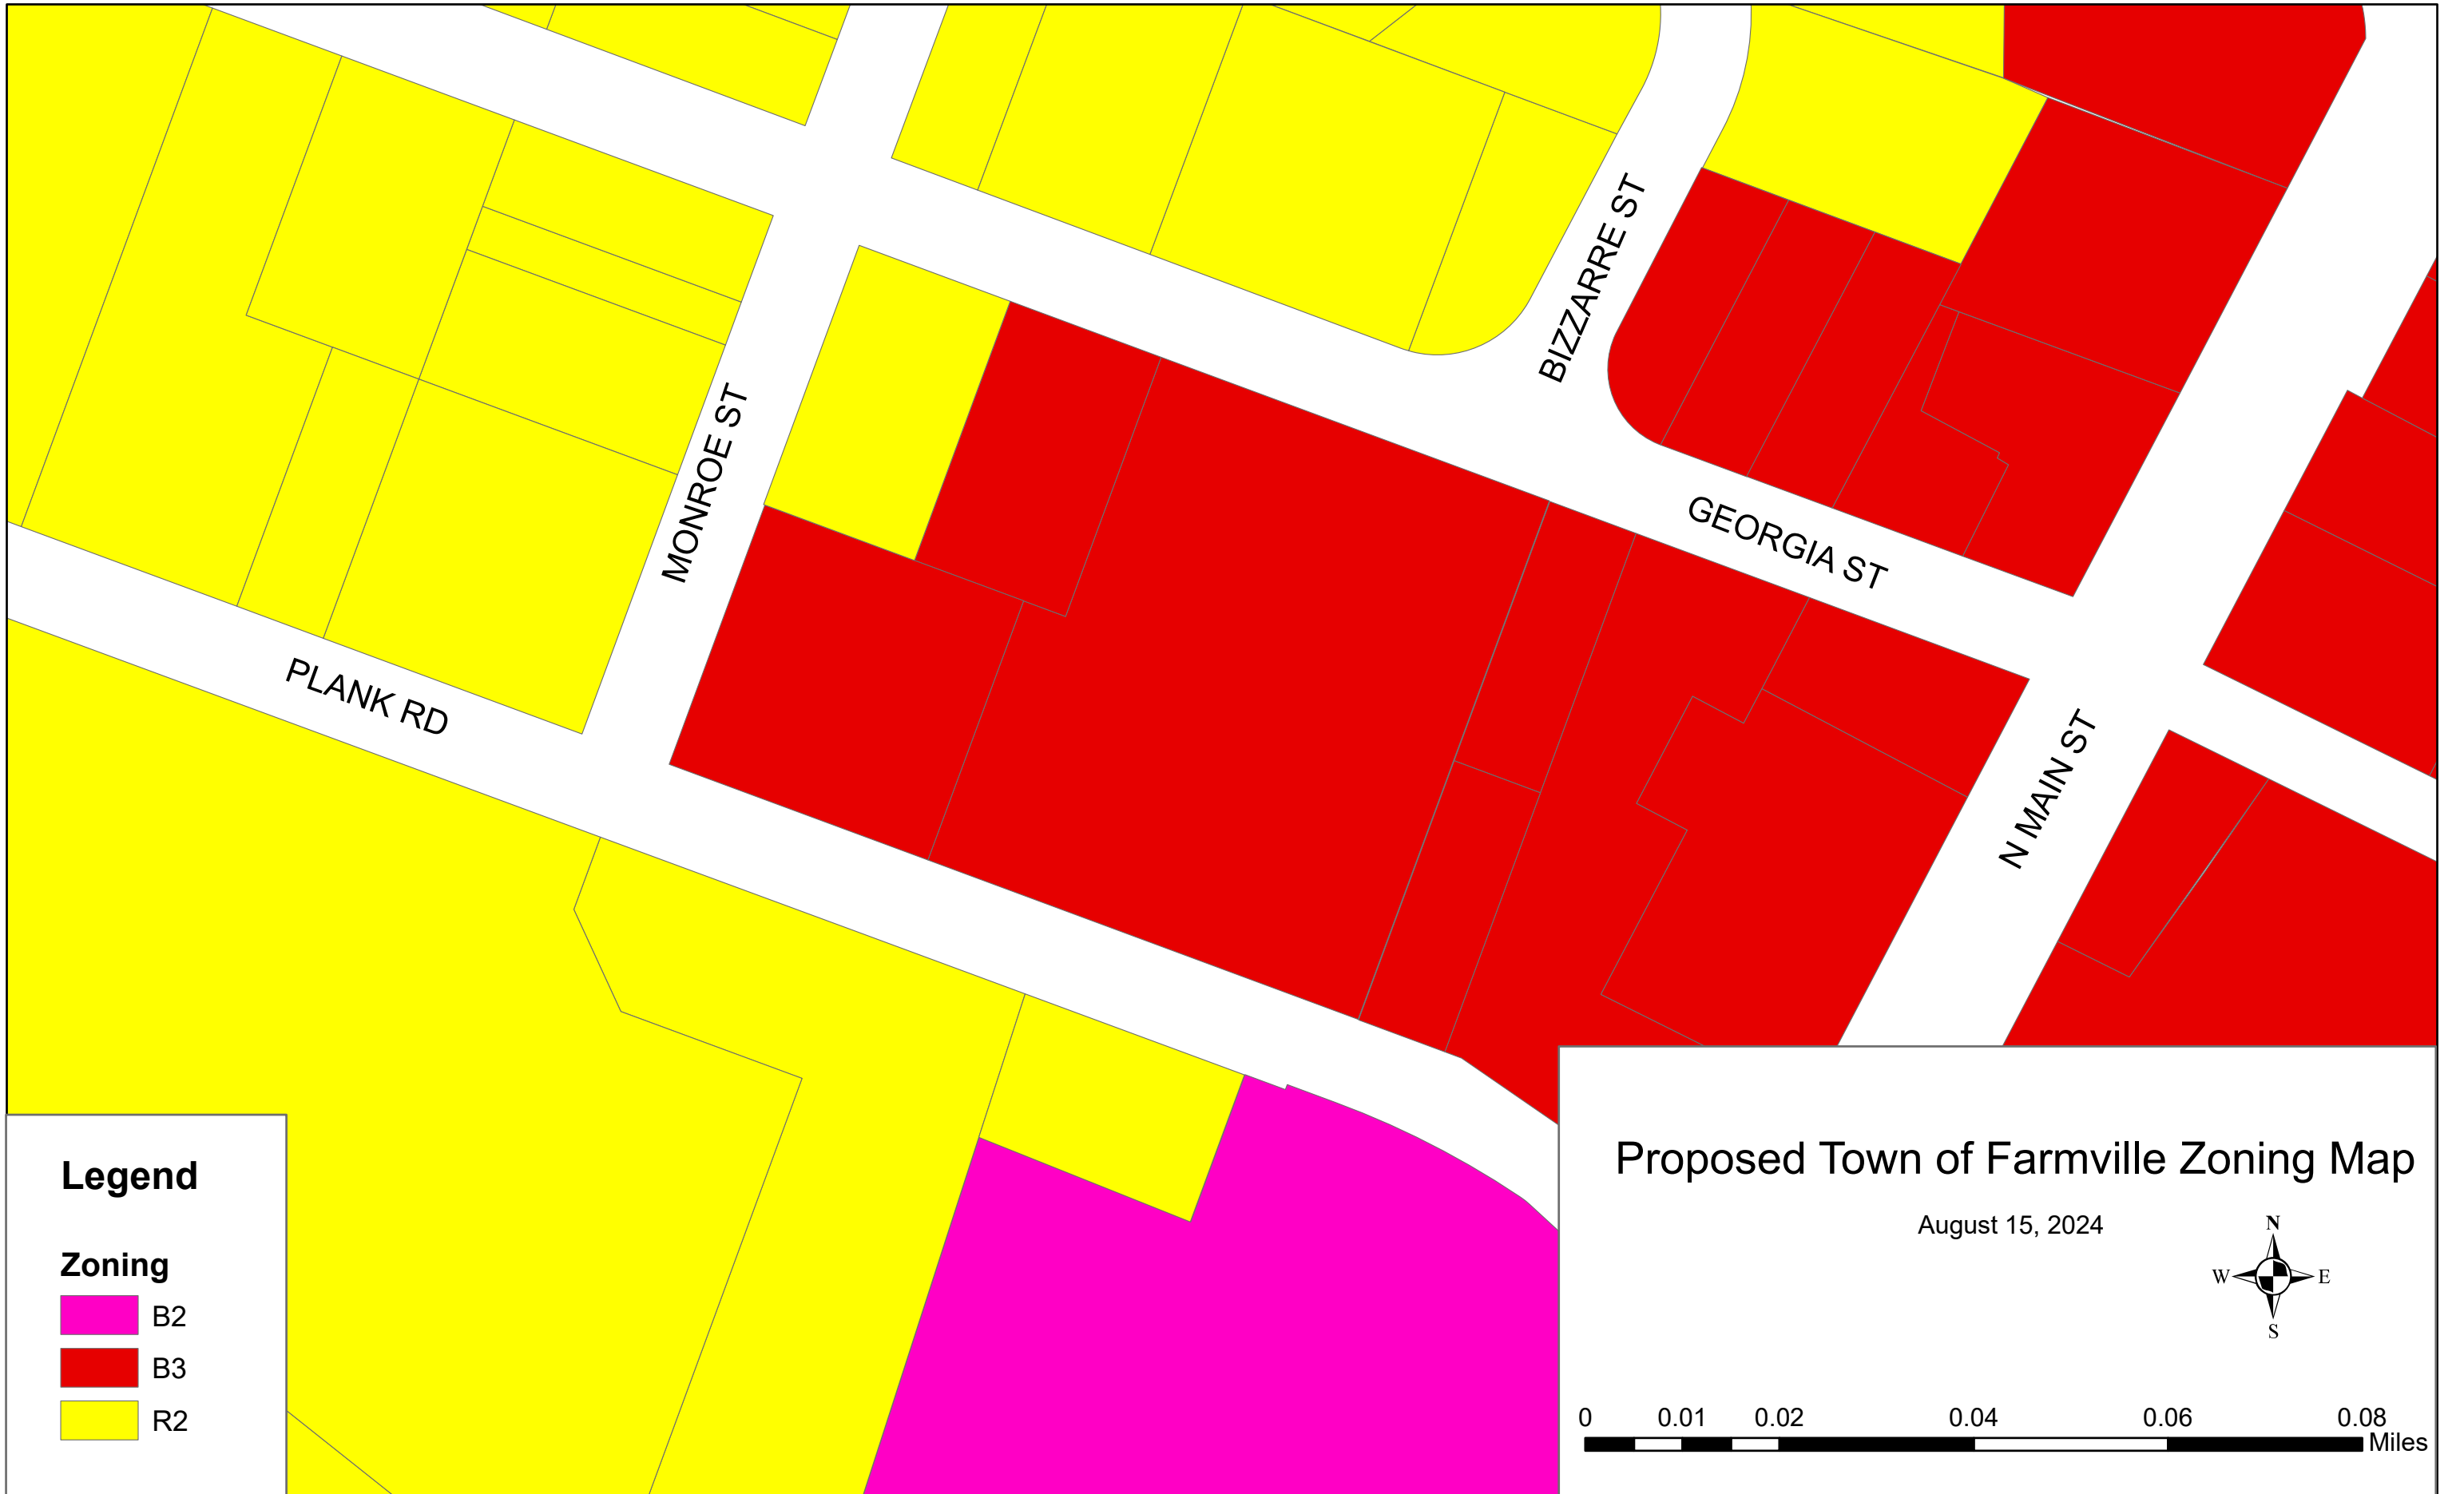 BIZZARRE ST
MONROE ST
GEORGIA ST
PLANK RD
N MAIN ST
Legend
Zoning
B2
B3
R2
Proposed Town of Farmville Zoning Map
August 15, 2024
N
W E
S
0 0.01 0.02 0.04 0.06 0.08
Miles